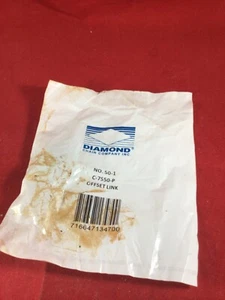 DIAMOND
CHAIN COMPANY INC
NO. 50-1
C-7550-P
OFFSET LINK
716647134700